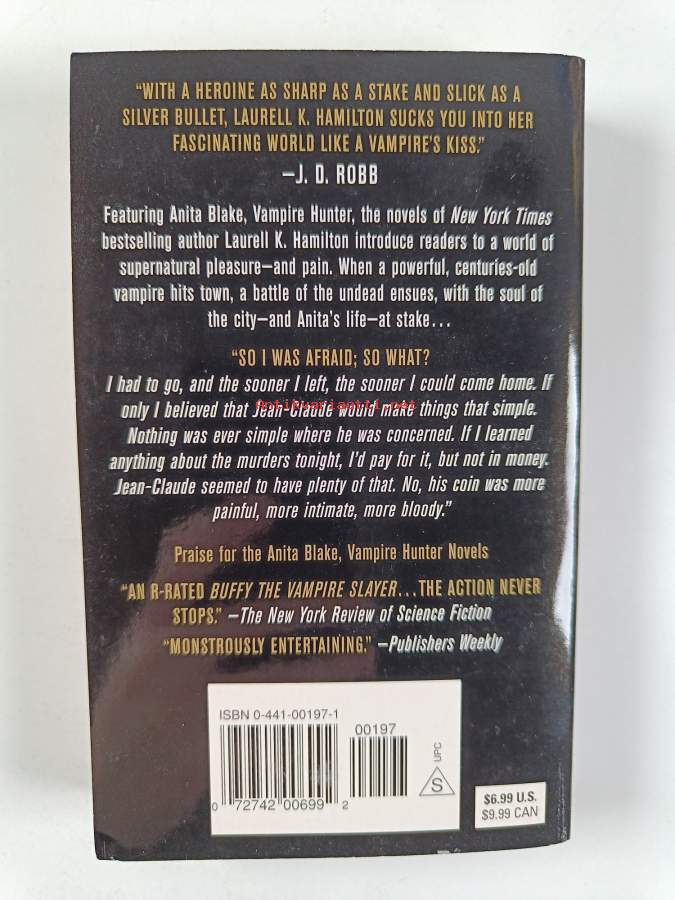 "WITH A HEROINE AS SHARP AS A STAKE AND SLICK AS A
SILVER BULLET, LAURELL K. HAMILTON SUCKS YOU INTO HER
FASCINATING WORLD LIKE A VAMPIRE'S KISS."
—J. D. ROBB
Featuring Anita Blake, Vampire Hunter, the novels of New York Times
bestselling author Laurell K. Hamilton introduce readers to a world of
supernatural pleasure—and pain. When a powerful, centuries-old
vampire hits town, a battle of the undead ensues, with the soul of
the city—and Anita's life—at stake...
"SO I WAS AFRAID; SO WHAT?
I had to go, and the sooner I left, the sooner I could come home. If
only I believed that Jean-Claude would make things that simple.
Antikvariaatti.net
Nothing was ever simple where he was concerned. If I learned
anything about the murders tonight, I'd pay for it, but not in money.
Jean-Claude seemed to have plenty of that. No, his coin was more
painful, more intimate, more bloody."
Praise for the Anita Blake, Vampire Hunter Novels
"AN R-RATED BUFFY THE VAMPIRE SLAYER...THE ACTION NEVER
STOPS." —The New York Review of Science Fiction
"MONSTROUSLY ENTERTAINING." —Publishers Weekly
ISBN 0-441-00197-1
00197
UPC
S
0 72742 00699 2
$6.99 U.S.
$9.99 CAN